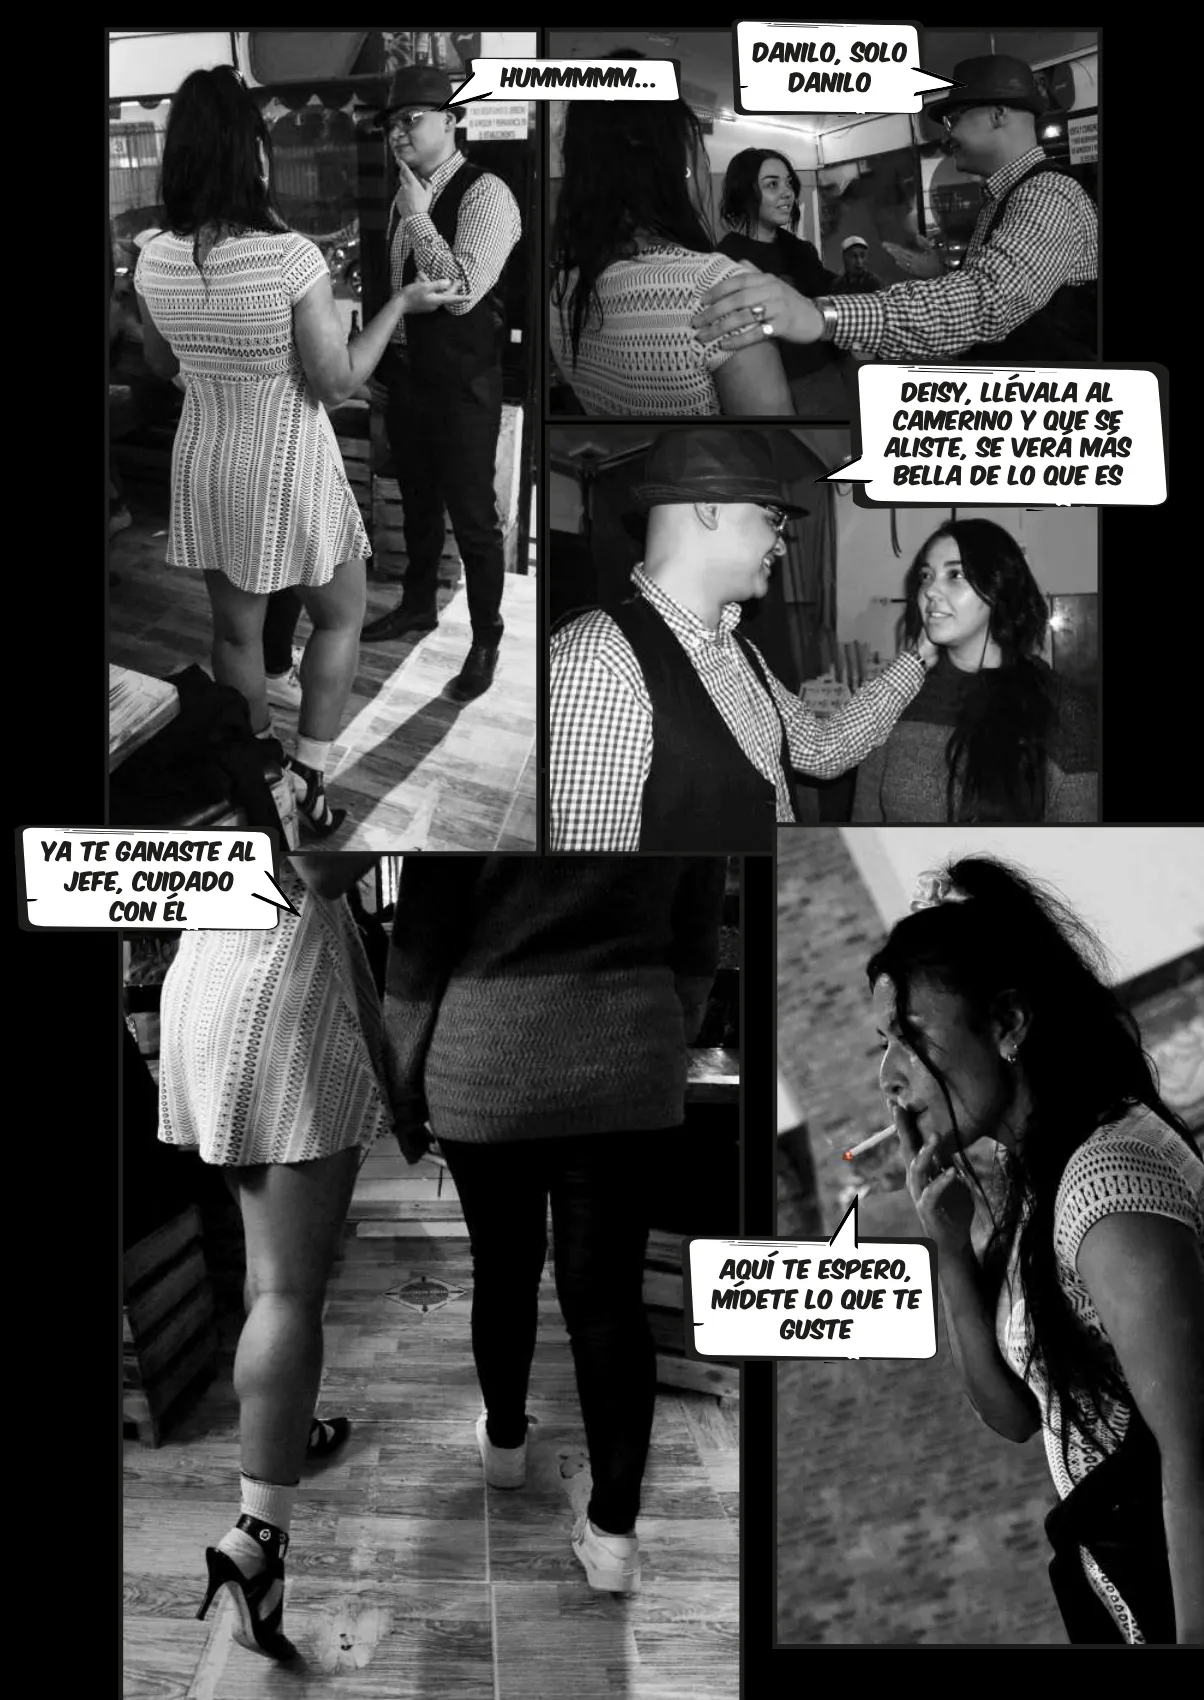 HUMMMMM...
DANILO, SOLO
DANILO
DEISY, LLÉVALA AL
CAMERINO Y QUE SE
ALISTE, SE VERÁ MÁS
BELLA DE LO QUE ES
YA TE GANASTE AL
JEFE, CUIDADO
CON ÉL
AQUÍ TE ESPERO,
MÍDETE LO QUE TE
GUSTE